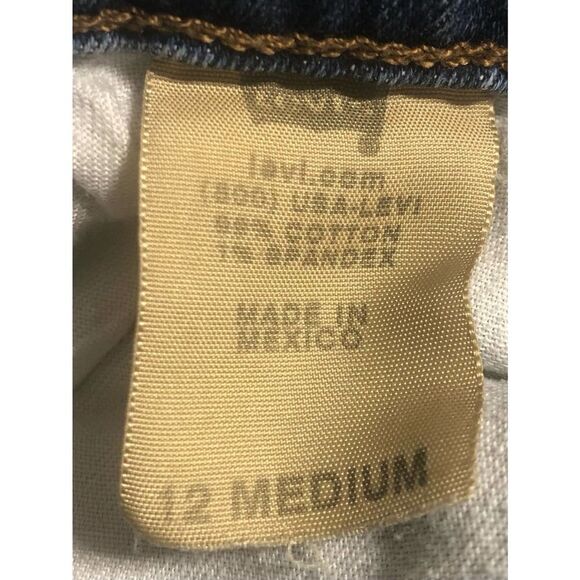 levi.com
(800) USA-LEVI
99% COTTON
1% SPANDEX
MADE IN
MEXICO
12 MEDIUM